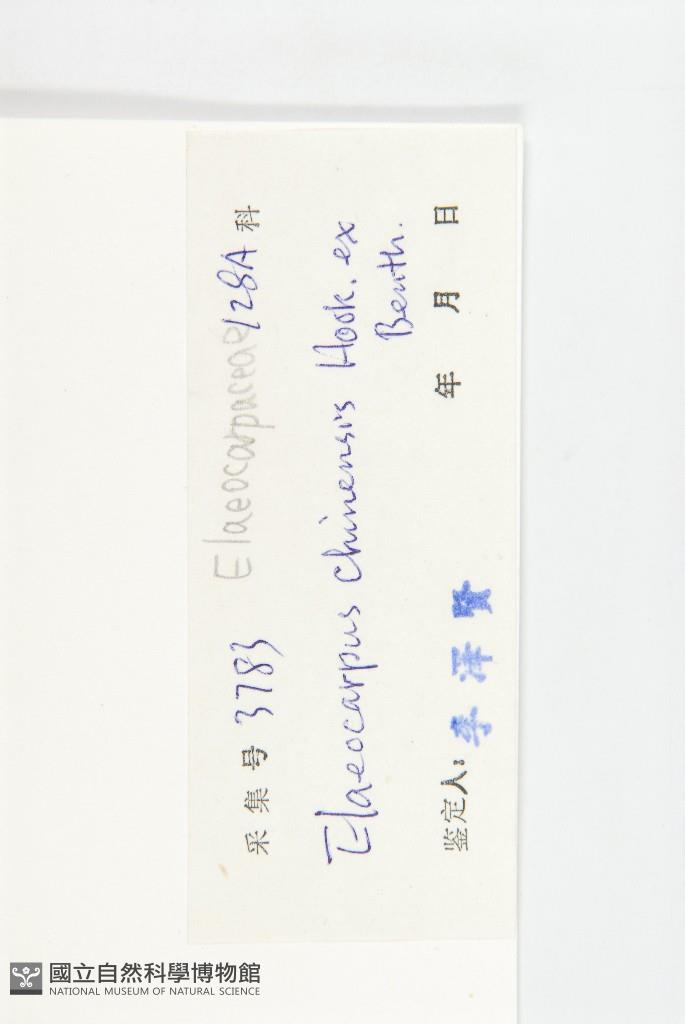 采集号 3783 Elaeocarpaceae 128A 科
Elaeocarpus chinensis Hook. ex
Benth.
鉴定人: 李泽贤 年 月 日
國立自然科學博物館
NATIONAL MUSEUM OF NATURAL SCIENCE